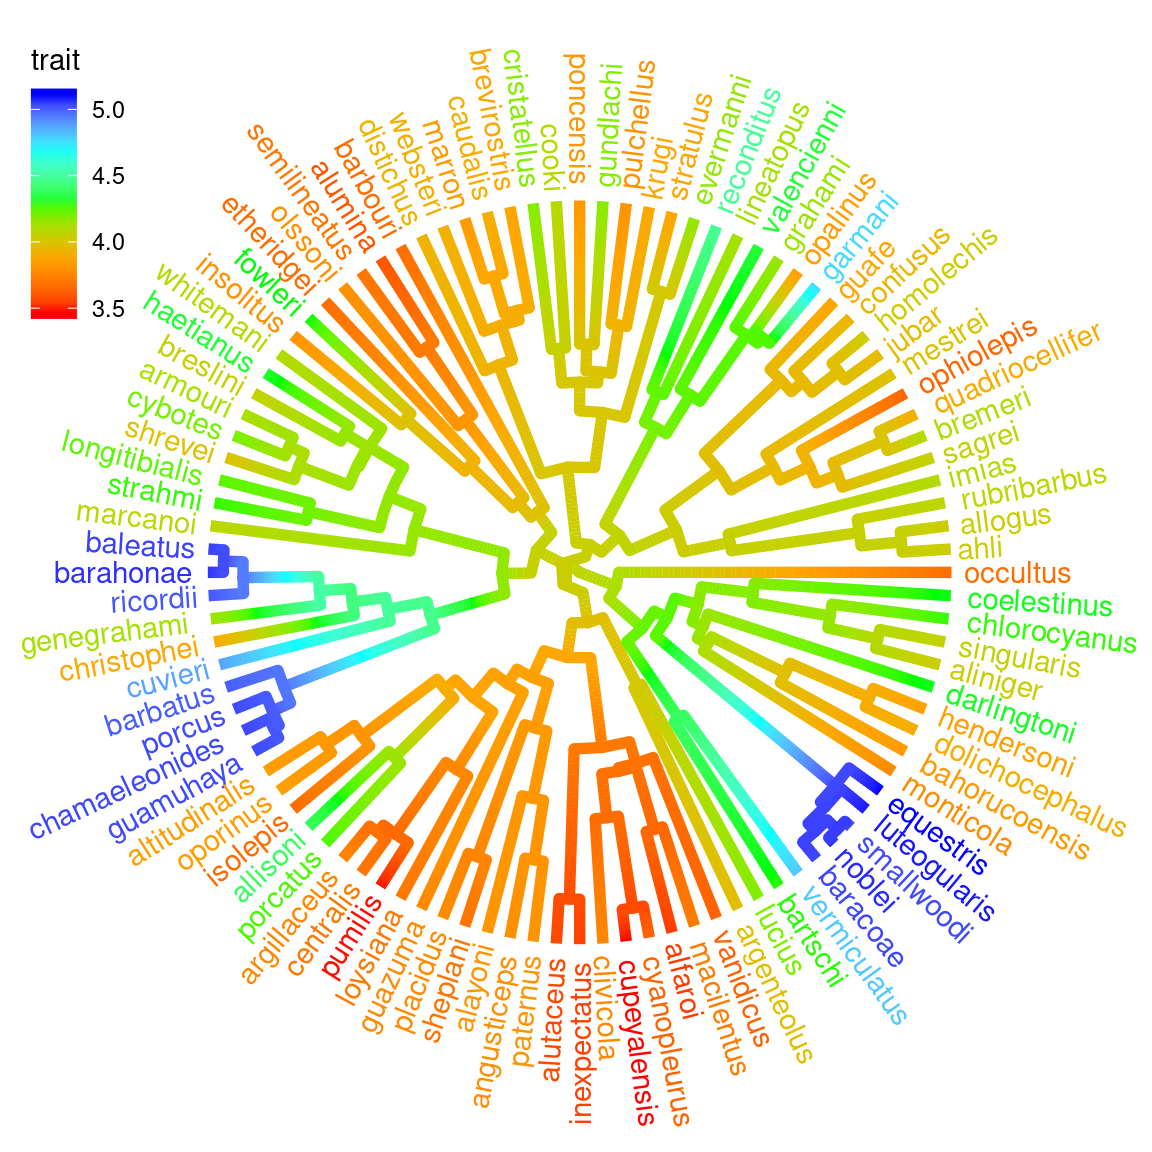 trait
5.0
4.5
4.0
3.5
poncensis
gundlachi
pulchellus
krugi
stratulus
evermanni
reconditus
lineatopus
valencienni
grahami
opalinus
garmani
guafe
confusus
homolechis
jubar
mestrei
ophiolepis
quadriocellifer
bremeri
sagrei
imias
rubribarbus
allogus
ahli
occultus
coelestinus
chlorocyanus
singularis
aliniger
darlingtoni
hendersoni
dolichocephalus
bahorucoensis
monticola
equestris
luteogularis
smallwoodi
noblei
baracoae
vermiculatus
bartschi
lucius
argenteolus
vanidicus
macilentus
alfaroi
cyanopleurus
cupeyalensis
clivicola
inexpectatus
alutaceus
paternus
angusticeps
alayoni
sheplani
placidus
guazuma
loysiana
pumilis
centralis
argillaceus
porcatus
allisoni
isolepis
oporinus
altitudinalis
guamuhaya
chamaeleonides
porcus
barbatus
cuvieri
christophei
genegrahami
ricordii
barahonae
baleatus
marcanoi
strahmi
longitibialis
shrevei
cybotes
armouri
breslini
haetianus
whitemani
insolitus
fowleri
etheridgei
olssoni
semilineatus
alumina
barbouri
distichus
websteri
marron
caudalis
brevirostris
cristatellus
cooki